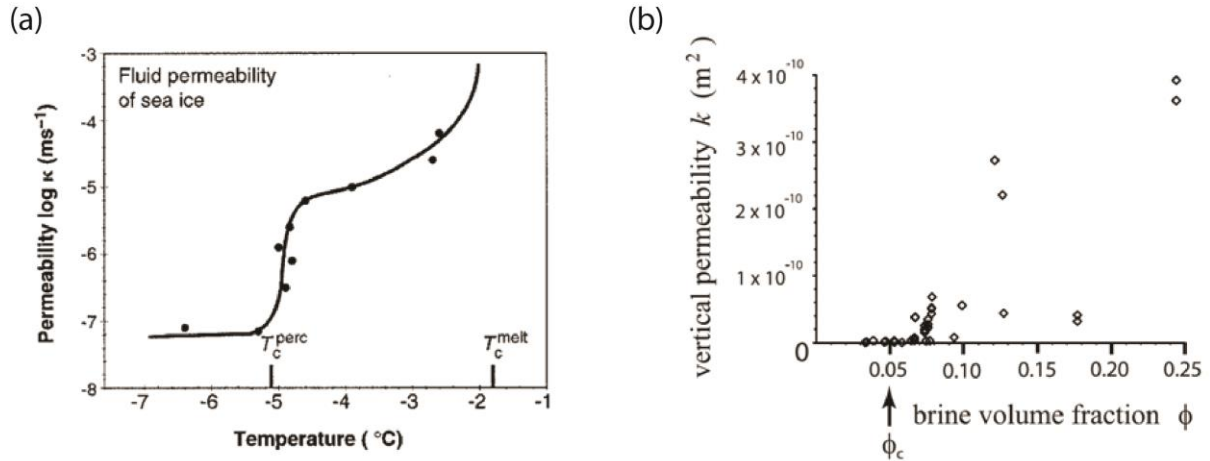 (a)
Fluid permeability
of sea ice
Permeability log κ (ms⁻¹)
-3
-4
-5
-6
-7
-8
T_c^perc
T_c^melt
-7 -6 -5 -4 -3 -2 -1
Temperature ( °C)
(b)
vertical permeability k (m²)
4 x 10⁻¹⁰
3 x 10⁻¹⁰
2 x 10⁻¹⁰
1 x 10⁻¹⁰
0
0.05 0.10 0.15 0.20 0.25
brine volume fraction ϕ
ϕ_c